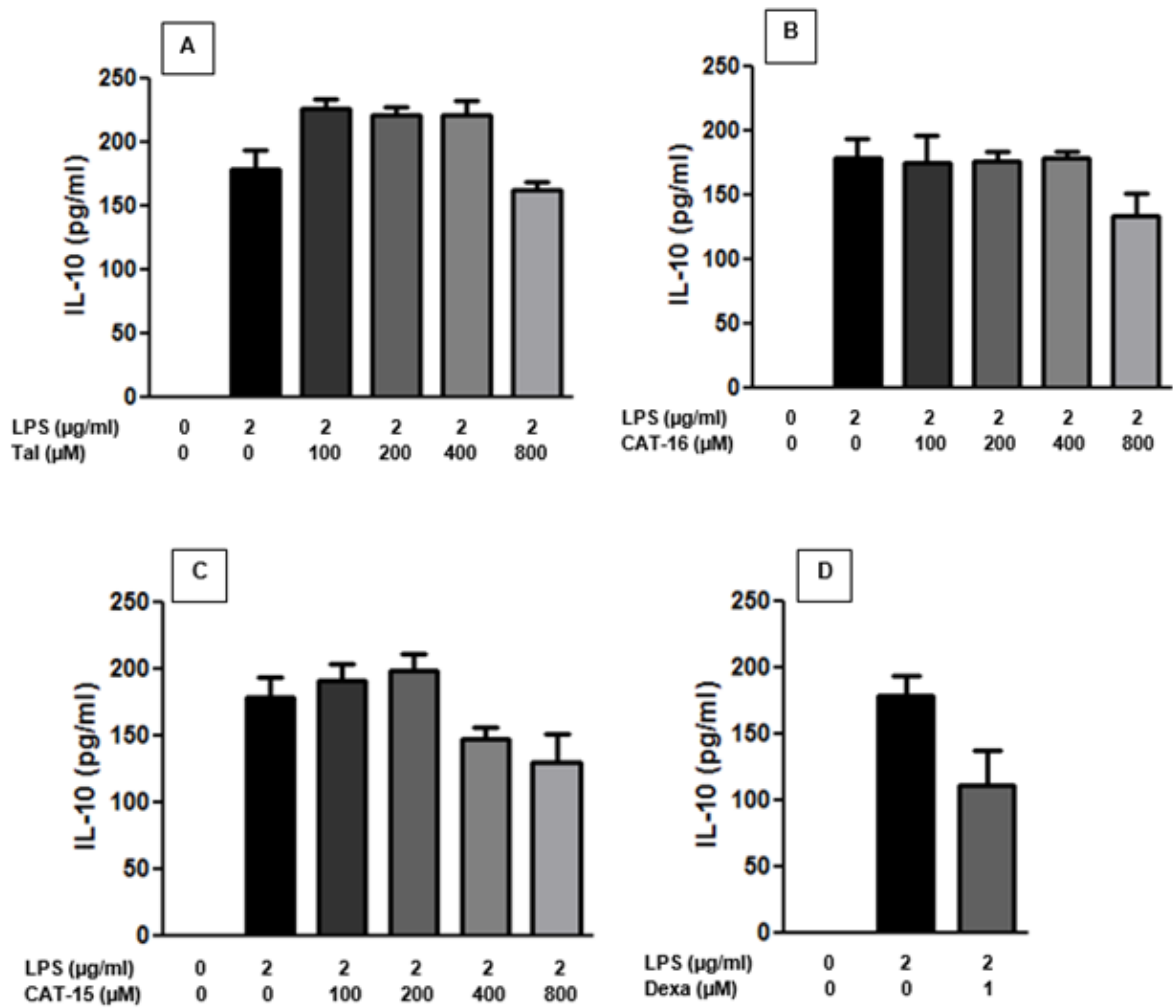 A
250
200
150
100
50
0
IL-10 (pg/ml)
LPS (µg/ml) 0 2 2 2 2 2
Tal (µM) 0 0 100 200 400 800
B
250
200
150
100
50
0
IL-10 (pg/ml)
LPS (µg/ml) 0 2 2 2 2 2
CAT-16 (µM) 0 0 100 200 400 800
C
250
200
150
100
50
0
IL-10 (pg/ml)
LPS (µg/ml) 0 2 2 2 2 2
CAT-15 (µM) 0 0 100 200 400 800
D
250
200
150
100
50
0
IL-10 (pg/ml)
LPS (µg/ml) 0 2 2
Dexa (µM) 0 0 1